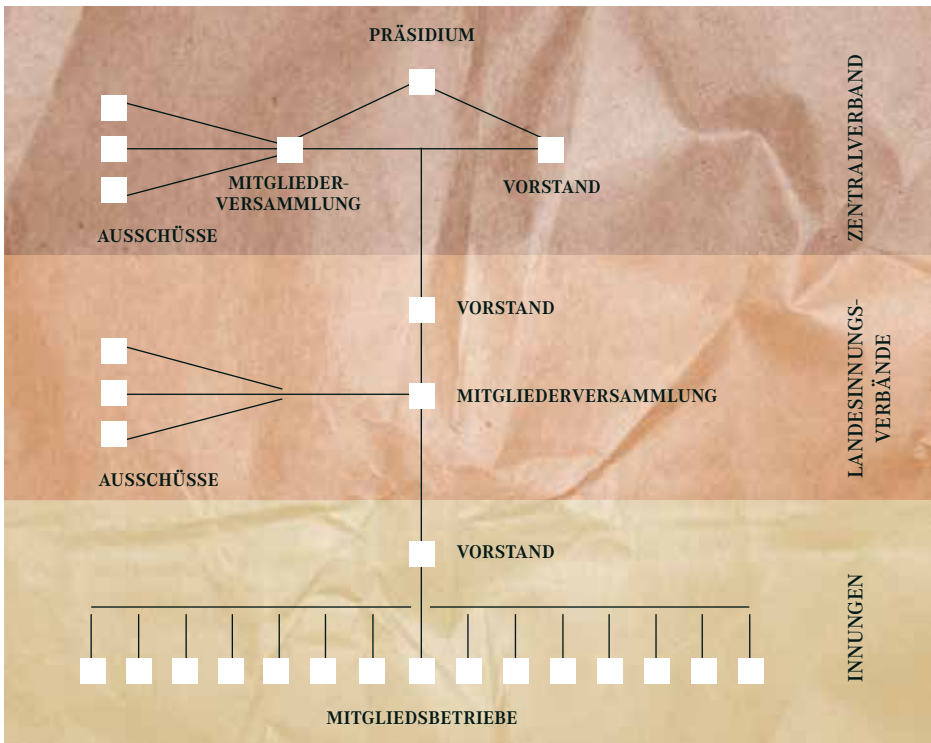 PRÄSIDIUM
MITGLIEDER-
VERSAMMLUNG
VORSTAND
AUSSCHÜSSE
ZENTRALVERBAND
VORSTAND
MITGLIEDERVERSAMMLUNG
AUSSCHÜSSE
LANDESINNUNGS-
VERBÄNDE
VORSTAND
MITGLIEDSBETRIEBE
INNUNGEN